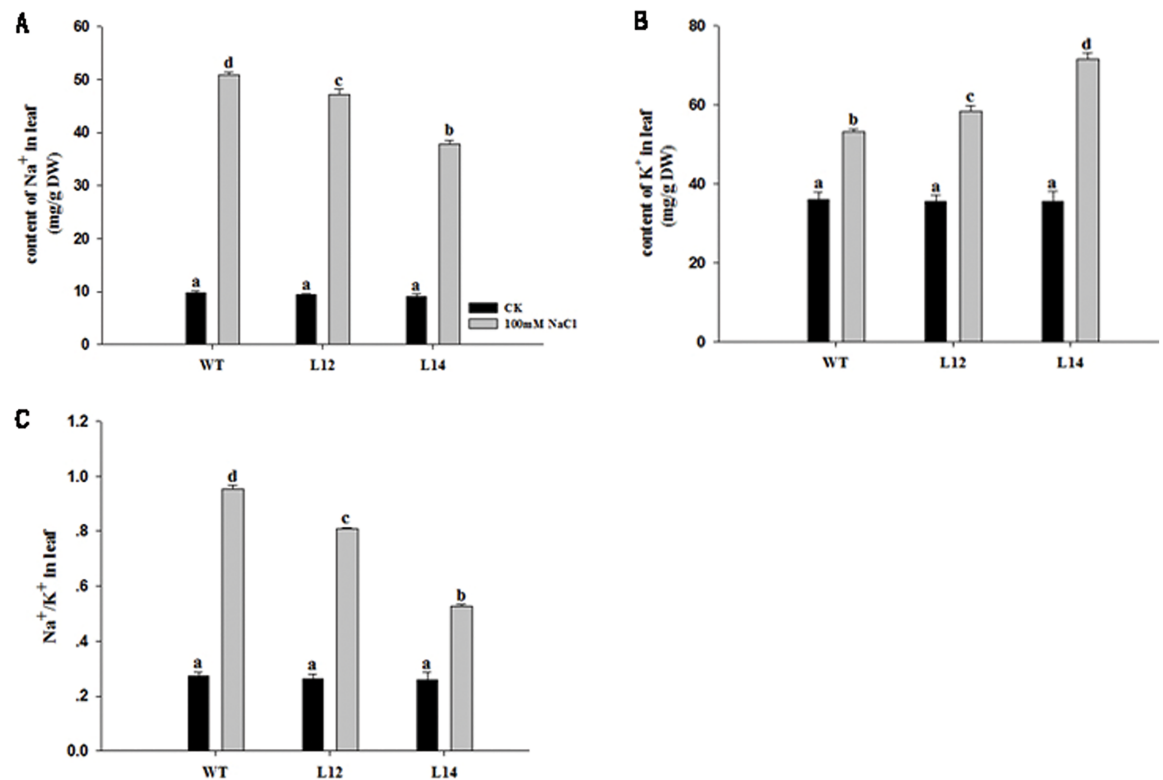 A
content of Na+ in leaf
(mg/g DW)
60
50
40
30
20
10
0
d
c
b
a
a
a
CK
100mM NaCl
WT
L12
L14
B
content of K+ in leaf
(mg/g DW)
80
60
40
20
0
b
c
d
a
a
a
WT
L12
L14
C
Na+/K+ in leaf
1.2
1.0
.8
.6
.4
.2
0.0
d
c
b
a
a
a
WT
L12
L14